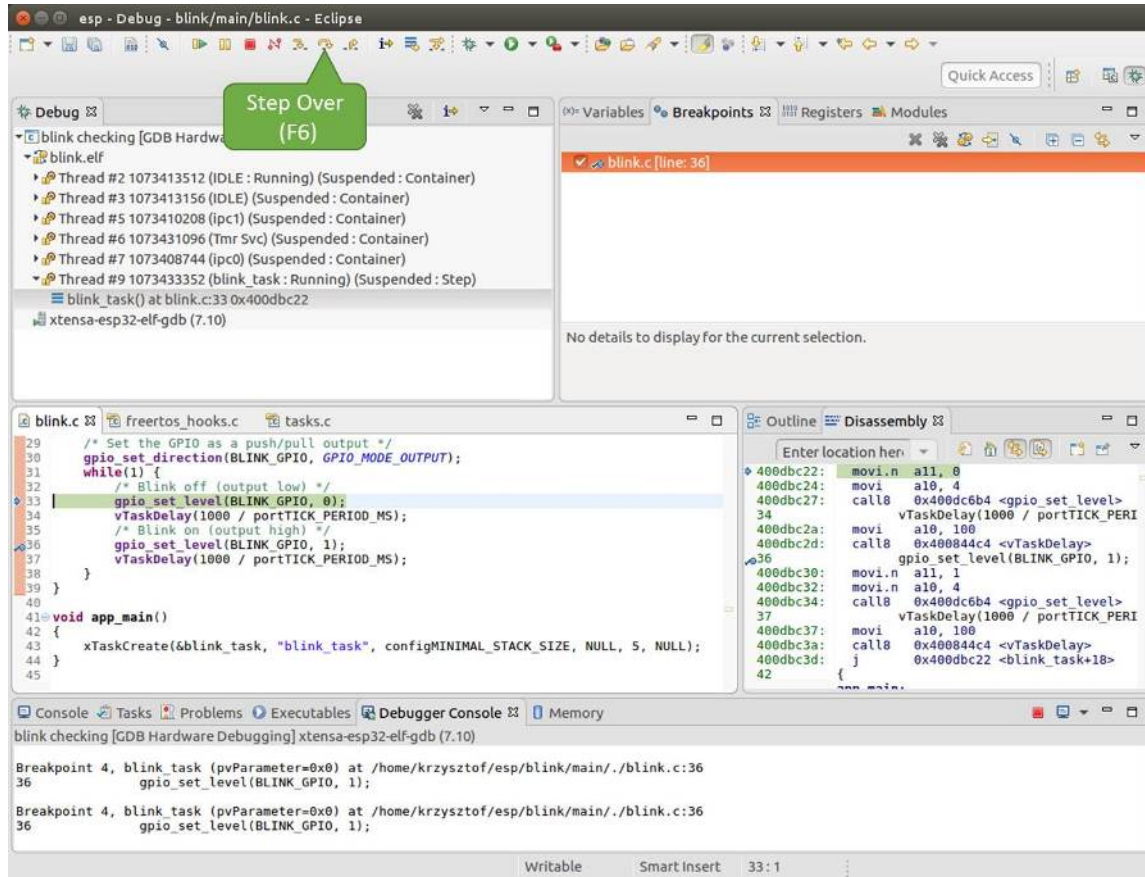 esp - Debug - blink/main/blink.c - Eclipse
Quick Access
Step Over
(F6)
Debug
blink checking [GDB Hardwa
blink.elf
Thread #2 1073413512 (IDLE : Running) (Suspended : Container)
Thread #3 1073413156 (IDLE) (Suspended : Container)
Thread #5 1073410208 (ipc1) (Suspended : Container)
Thread #6 1073431096 (Tmr Svc) (Suspended : Container)
Thread #7 1073408744 (ipc0) (Suspended : Container)
Thread #9 1073433352 (blink_task : Running) (Suspended : Step)
blink_task() at blink.c:33 0x400dbc22
xtensa-esp32-elf-gdb (7.10)
(x)= Variables Breakpoints Registers Modules
blink.c [line: 36]
No details to display for the current selection.
blink.c freertos_hooks.c tasks.c
29 /* Set the GPIO as a push/pull output */
30 gpio_set_direction(BLINK_GPIO, GPIO_MODE_OUTPUT);
31 while(1) {
32 /* Blink off (output low) */
33 gpio_set_level(BLINK_GPIO, 0);
34 vTaskDelay(1000 / portTICK_PERIOD_MS);
35 /* Blink on (output high) */
36 gpio_set_level(BLINK_GPIO, 1);
37 vTaskDelay(1000 / portTICK_PERIOD_MS);
38 }
39 }
40
41 void app_main()
42 {
43 xTaskCreate(&blink_task, "blink_task", configMINIMAL_STACK_SIZE, NULL, 5, NULL);
44 }
45
Outline Disassembly
Enter location her
400dbc22: movi.n a11, 0
400dbc24: movi a10, 4
400dbc27: call8 0x400dc6b4 <gpio_set_level>
34 vTaskDelay(1000 / portTICK_PERI
400dbc2a: movi a10, 100
400dbc2d: call8 0x400844c4 <vTaskDelay>
36 gpio_set_level(BLINK_GPIO, 1);
400dbc30: movi.n a11, 1
400dbc32: movi.n a10, 4
400dbc34: call8 0x400dc6b4 <gpio_set_level>
37 vTaskDelay(1000 / portTICK_PERI
400dbc37: movi a10, 100
400dbc3a: call8 0x400844c4 <vTaskDelay>
400dbc3d: j 0x400dbc22 <blink_task+18>
42 {
app_main:
Console Tasks Problems Executables Debugger Console Memory
blink checking [GDB Hardware Debugging] xtensa-esp32-elf-gdb (7.10)
Breakpoint 4, blink_task (pvParameter=0x0) at /home/krzysztof/esp/blink/main/./blink.c:36
36 gpio_set_level(BLINK_GPIO, 1);
Breakpoint 4, blink_task (pvParameter=0x0) at /home/krzysztof/esp/blink/main/./blink.c:36
36 gpio_set_level(BLINK_GPIO, 1);
Writable Smart Insert 33 : 1